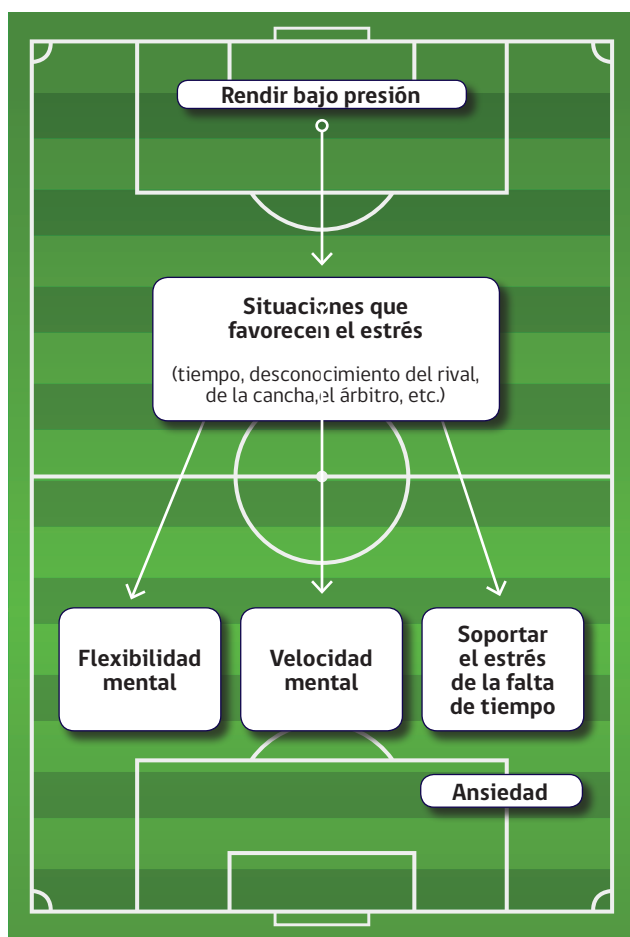 Rendir bajo presión
Situaciones que
favorecen el estrés
(tiempo, desconocimiento del rival,
de la cancha,el árbitro, etc.)
Flexibilidad
mental
Velocidad
mental
Soportar
el estrés
de la falta
de tiempo
Ansiedad